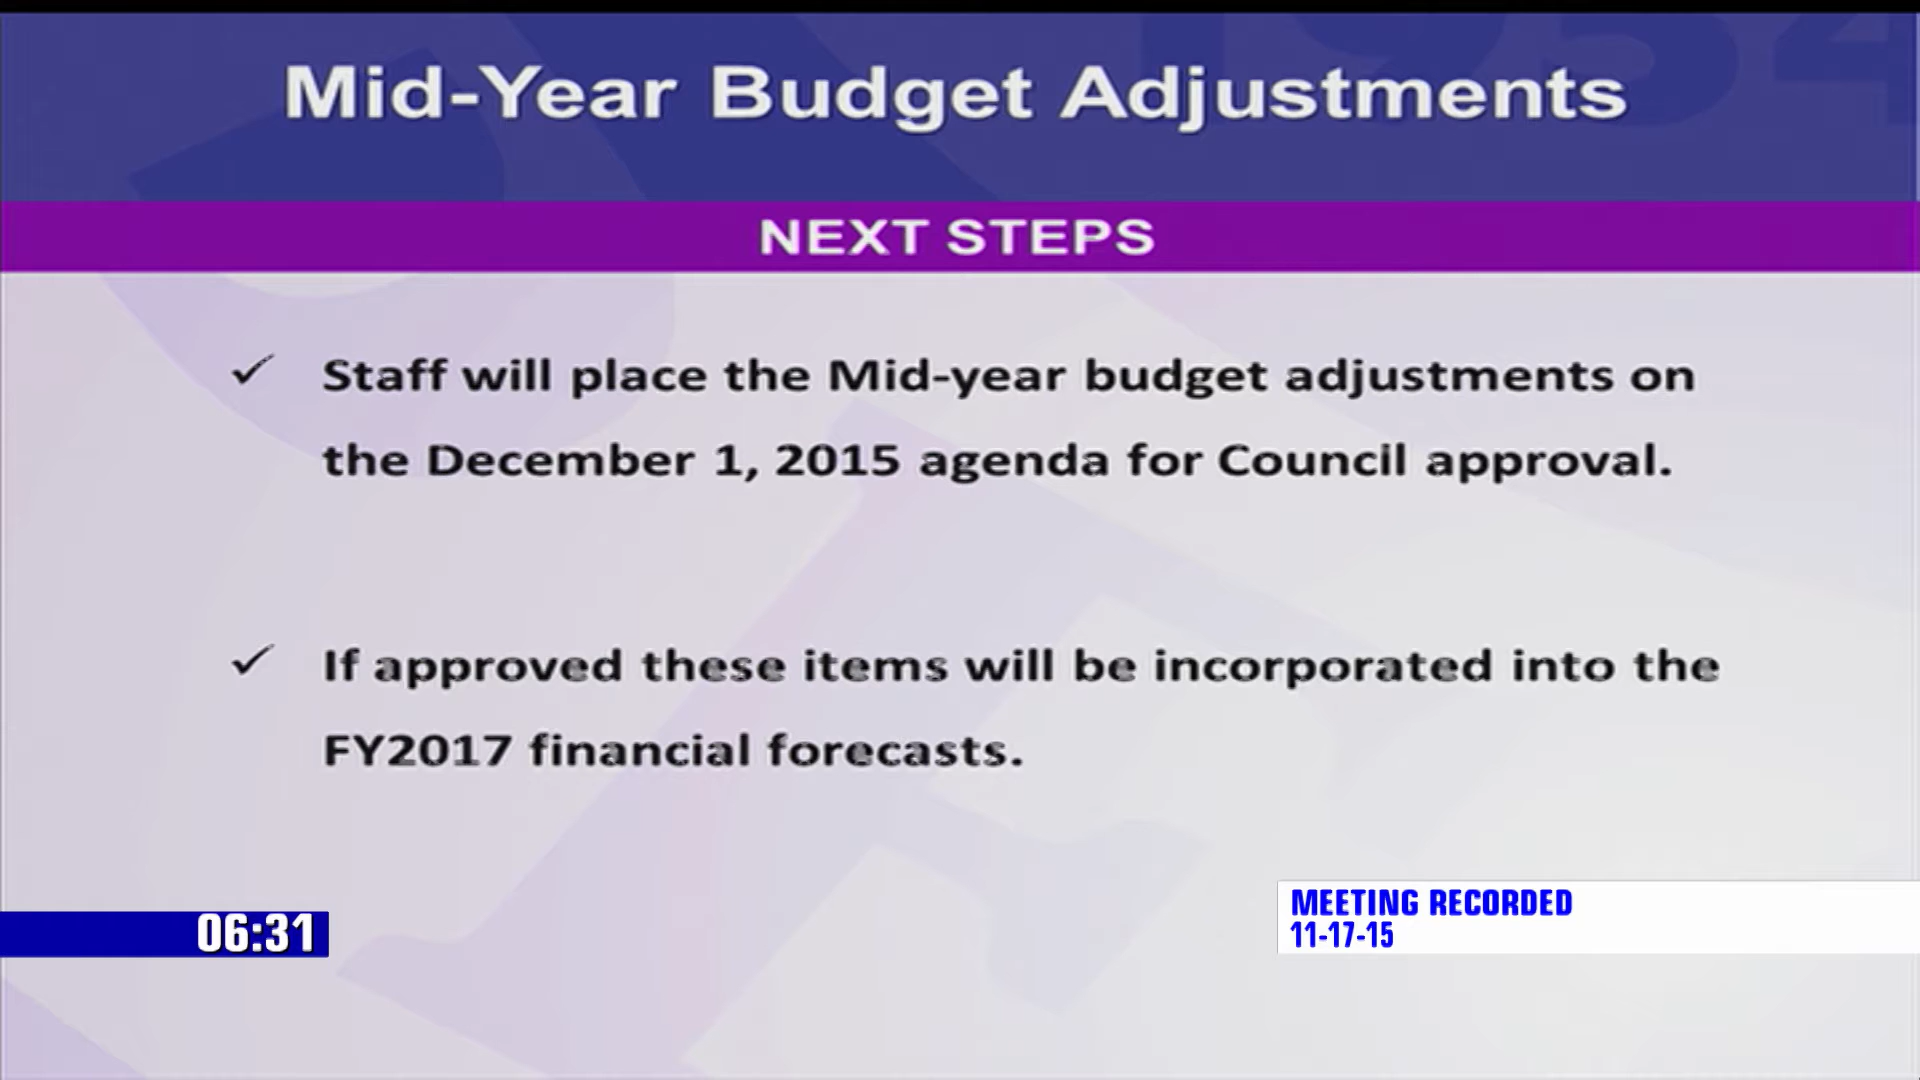 Mid-Year Budget Adjustments
NEXT STEPS
✓ Staff will place the Mid-year budget adjustments on
the December 1, 2015 agenda for Council approval.
✓ If approved these items will be incorporated into the
FY2017 financial forecasts.
MEETING RECORDED
06:31
11-17-15